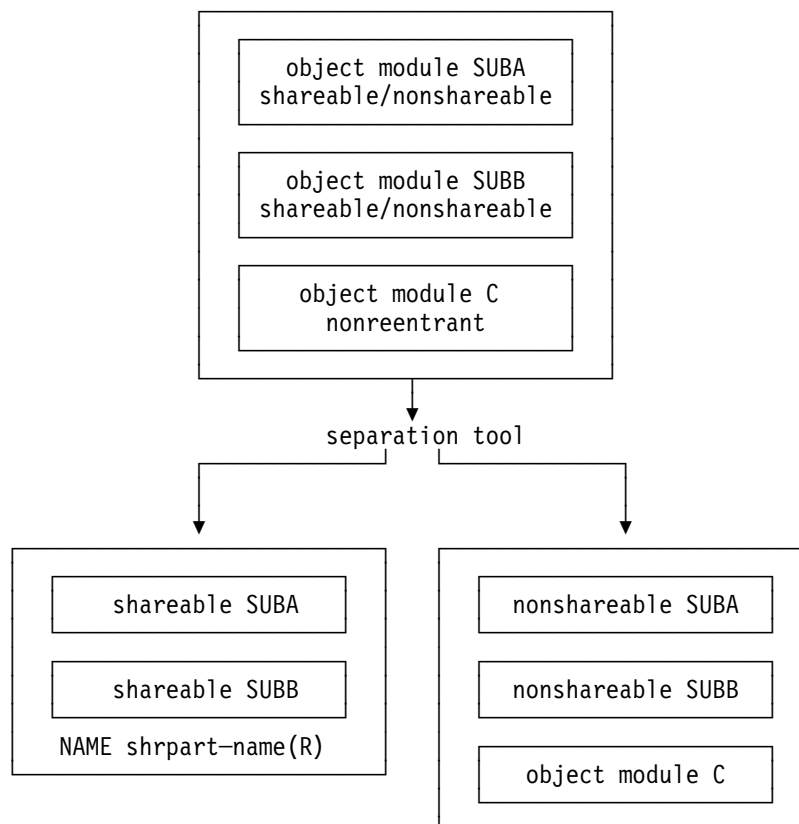 object module SUBA
shareable/nonshareable
object module SUBB
shareable/nonshareable
object module C
nonreentrant
separation tool
shareable SUBA
shareable SUBB
NAME shrpart—name(R)
nonshareable SUBA
nonshareable SUBB
object module C